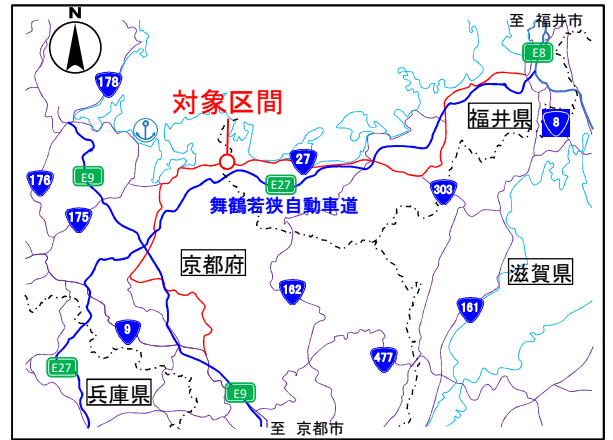 N
至 福井市
E8
178
対象区間
福井県
8
27
E9
E27
176
303
舞鶴若狭自動車道
175
京都府
滋賀県
162
161
9
477
E27
兵庫県
E9
至 京都市